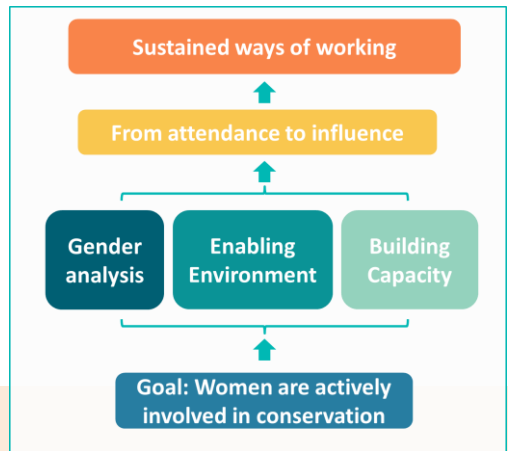 Sustained ways of working
From attendance to influence
Gender
analysis
Enabling
Environment
Building
Capacity
Goal: Women are actively
involved in conservation